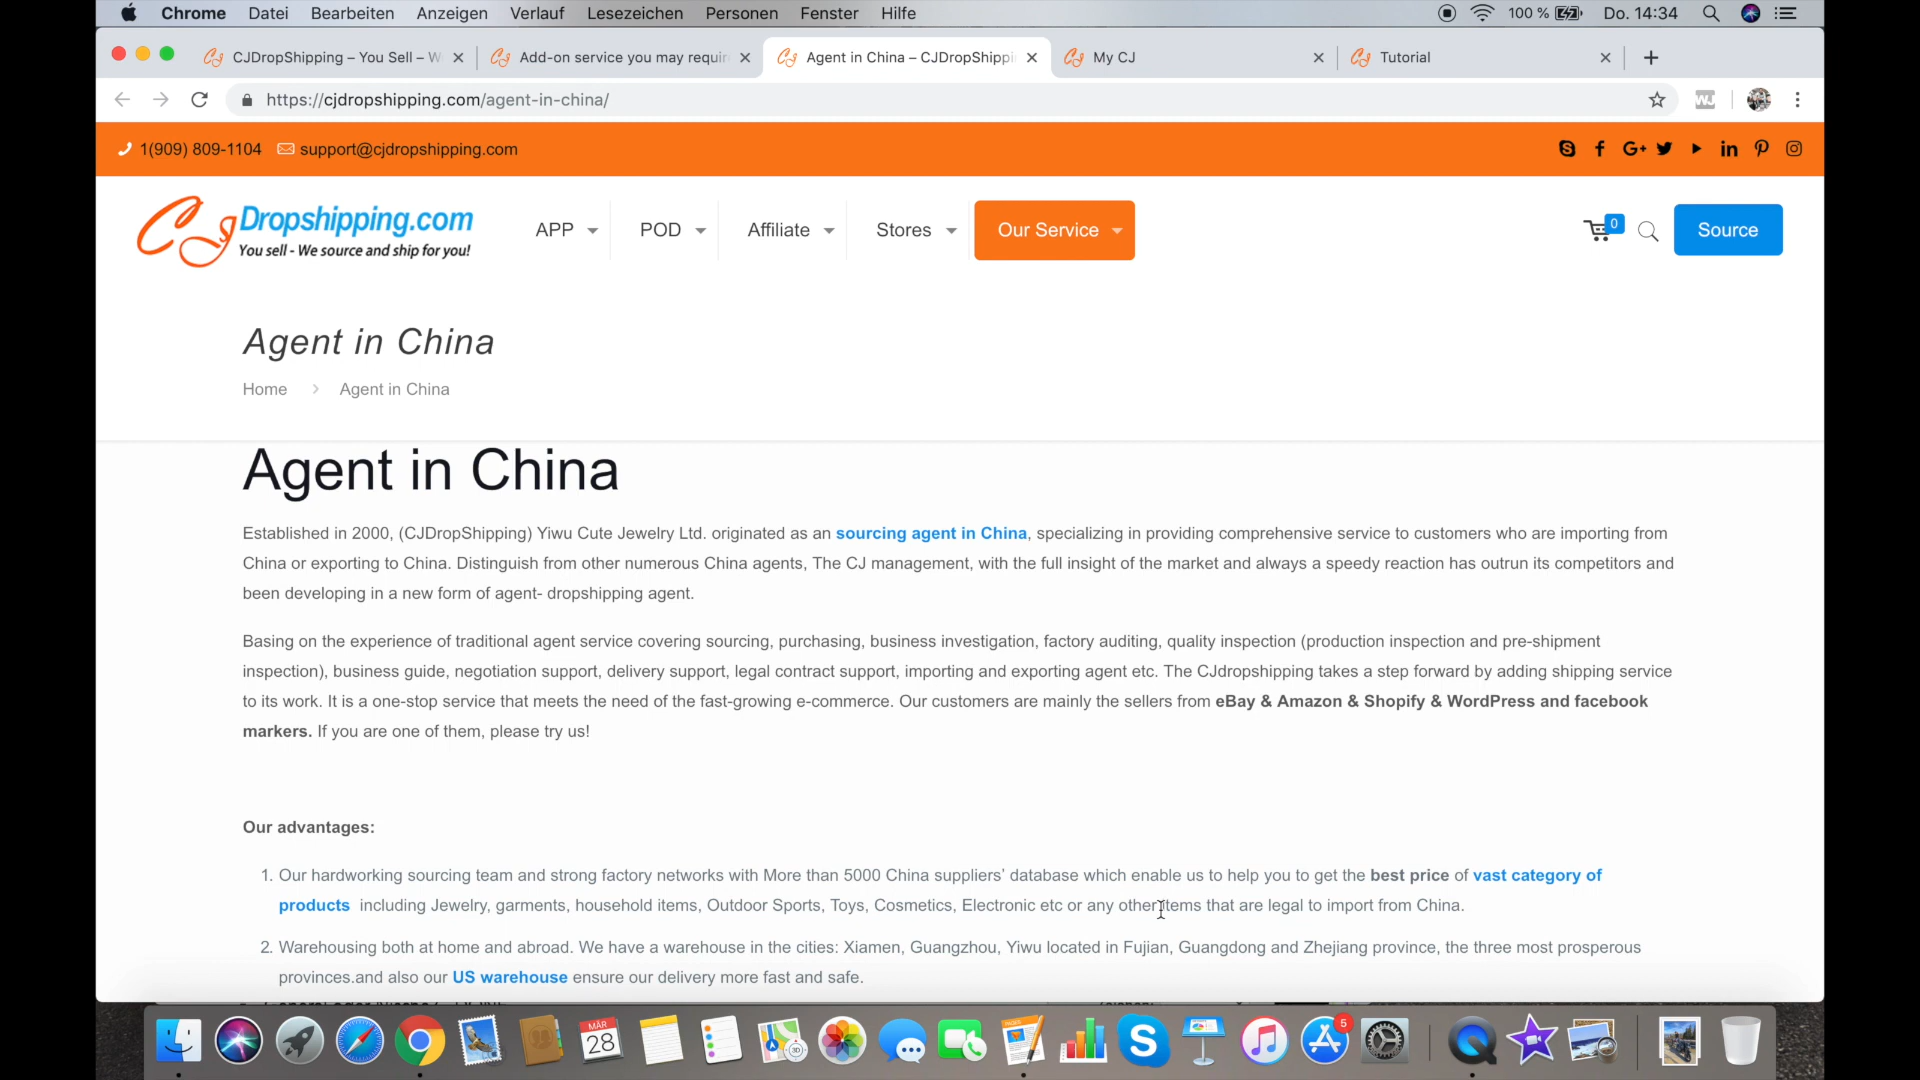 Chrome Datei Bearbeiten Anzeigen Verlauf Lesezeichen Personen Fenster Hilfe 100 % Do. 14:34
CJDropShipping – You Sell – W Add-on service you may requir Agent in China – CJDropShippi My CJ Tutorial
https://cjdropshipping.com/agent-in-china/
1(909) 809-1104 support@cjdropshipping.com
CJ Dropshipping.com
You sell - We source and ship for you!
APP POD Affiliate Stores Our Service 0 Source
Agent in China
Home Agent in China
Agent in China
Established in 2000, (CJDropShipping) Yiwu Cute Jewelry Ltd. originated as an sourcing agent in China, specializing in providing comprehensive service to customers who are importing from
China or exporting to China. Distinguish from other numerous China agents, The CJ management, with the full insight of the market and always a speedy reaction has outrun its competitors and
been developing in a new form of agent- dropshipping agent.
Basing on the experience of traditional agent service covering sourcing, purchasing, business investigation, factory auditing, quality inspection (production inspection and pre-shipment
inspection), business guide, negotiation support, delivery support, legal contract support, importing and exporting agent etc. The CJdropshipping takes a step forward by adding shipping service
to its work. It is a one-stop service that meets the need of the fast-growing e-commerce. Our customers are mainly the sellers from eBay & Amazon & Shopify & WordPress and facebook
markers. If you are one of them, please try us!
Our advantages:
1. Our hardworking sourcing team and strong factory networks with More than 5000 China suppliers’ database which enable us to help you to get the best price of vast category of
products including Jewelry, garments, household items, Outdoor Sports, Toys, Cosmetics, Electronic etc or any other items that are legal to import from China.
2. Warehousing both at home and abroad. We have a warehouse in the cities: Xiamen, Guangzhou, Yiwu located in Fujian, Guangdong and Zhejiang province, the three most prosperous
provinces.and also our US warehouse ensure our delivery more fast and safe.
MÄR
28
5